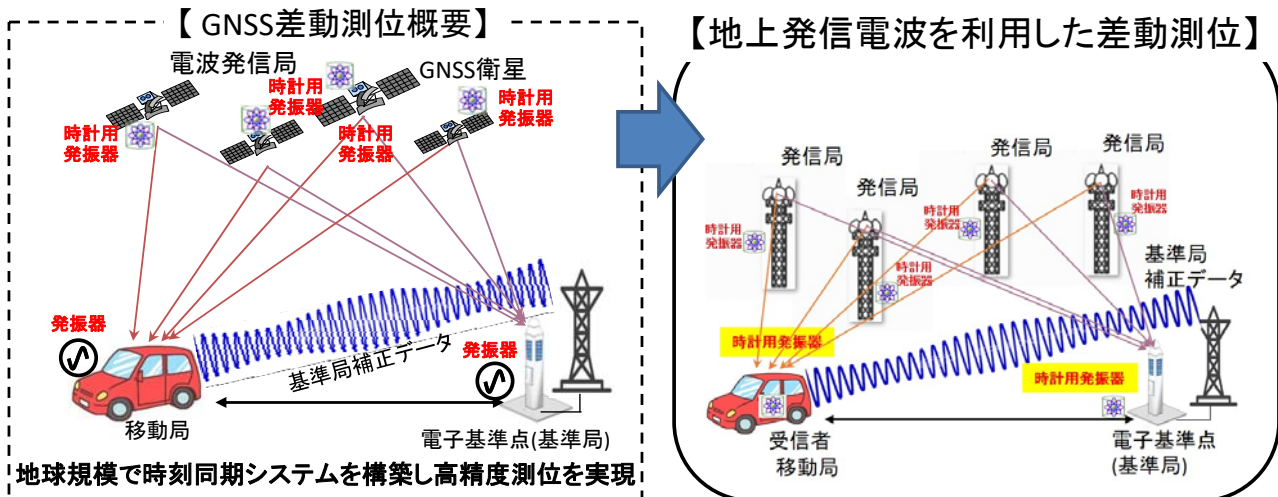 【 GNSS差動測位概要】
電波発信局
GNSS衛星
時計用
発振器
時計用
発振器
時計用
発振器
時計用
発振器
発振器
基準局補正データ
発振器
移動局
電子基準点(基準局)
地球規模で時刻同期システムを構築し高精度測位を実現
【地上発信電波を利用した差動測位】
発信局
発信局
発信局
発信局
時計用
発振器
時計用
発振器
時計用
発振器
時計用
発振器
基準局
補正データ
時計用発振器
時計用発振器
受信者
移動局
電子基準点
(基準局)